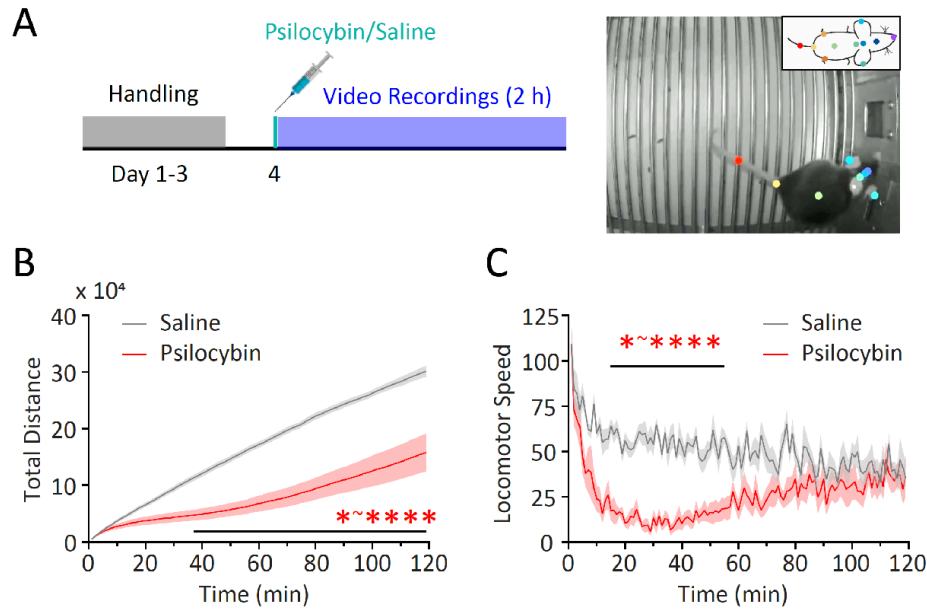 A
Psilocybin/Saline
Handling
Video Recordings (2 h)
Day 1-3
4
B
x 10⁴
40
30
20
10
0
Total Distance
Saline
Psilocybin
*~****
0 20 40 60 80 100 120
Time (min)
C
125
100
75
50
25
0
Locomotor Speed
*~****
Saline
Psilocybin
0 20 40 60 80 100 120
Time (min)